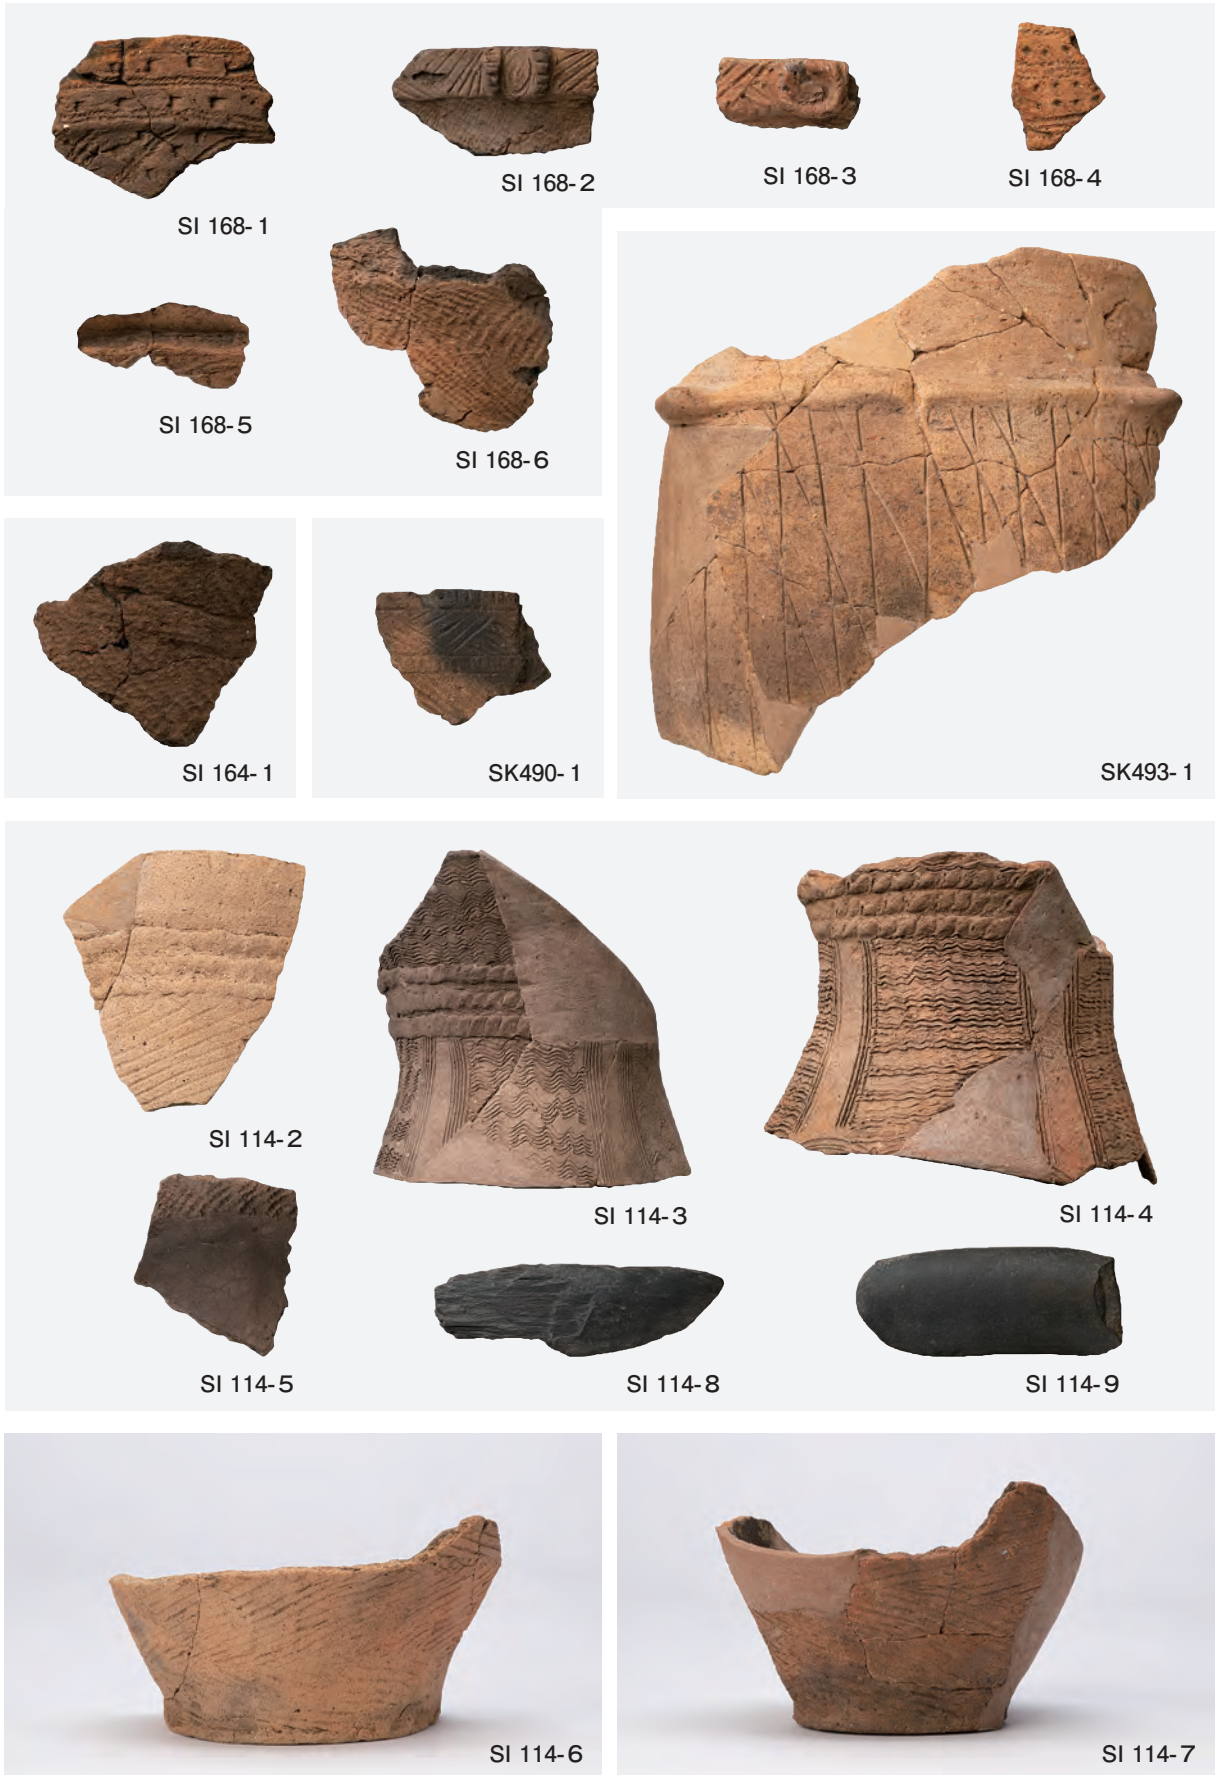 SI 168-1
SI 168-2
SI 168-3
SI 168-4
SI 168-5
SI 168-6
SI 164-1
SK490-1
SK493-1
SI 114-2
SI 114-3
SI 114-4
SI 114-5
SI 114-8
SI 114-9
SI 114-6
SI 114-7